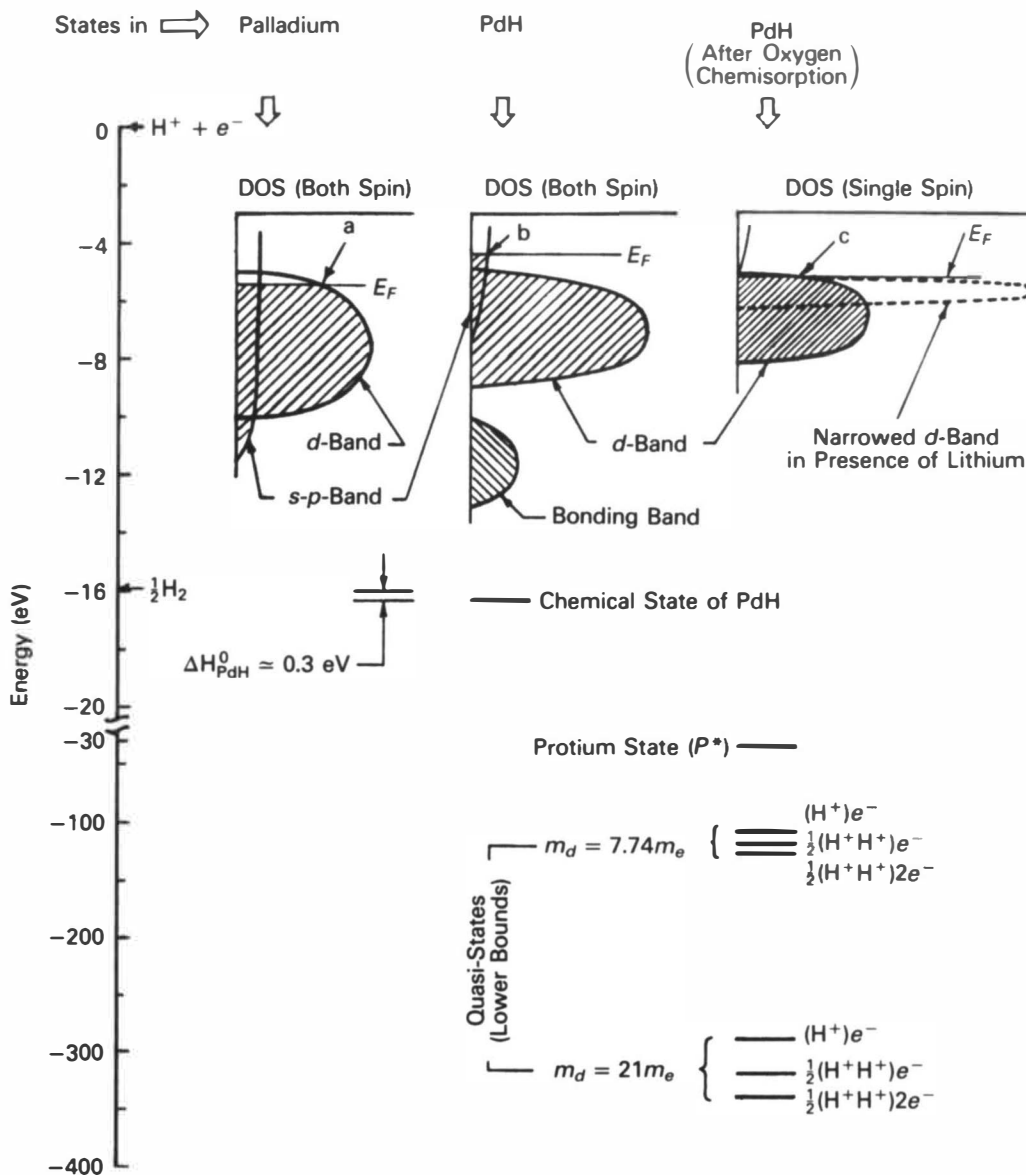 States in Palladium PdH PdH
(After Oxygen
Chemisorption)
0 H⁺ + e⁻
DOS (Both Spin) DOS (Both Spin) DOS (Single Spin)
a b c
−4 E_F E_F E_F
−8
d-Band d-Band Narrowed d-Band
in Presence of Lithium
−12 s-p-Band Bonding Band
−16 ½H₂ Chemical State of PdH
ΔH⁰_PdH ≃ 0.3 eV
−20
Energy (eV)
−30 Protium State (P*)
−100 (H⁺)e⁻
m_d = 7.74m_e ½(H⁺H⁺)e⁻
½(H⁺H⁺)2e⁻
Quasi-States
(Lower Bounds)
−200
−300 (H⁺)e⁻
m_d = 21m_e ½(H⁺H⁺)e⁻
½(H⁺H⁺)2e⁻
−400